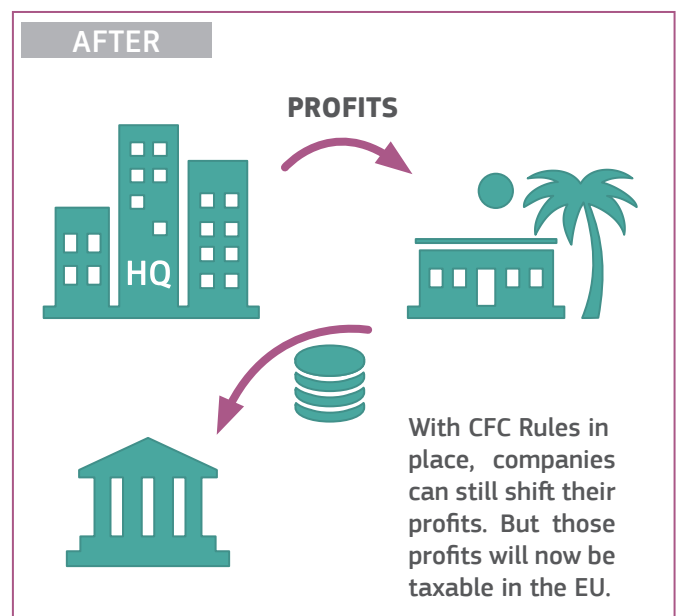 AFTER
PROFITS
HQ
With CFC Rules in
place, companies
can still shift their
profits. But those
profits will now be
taxable in the EU.